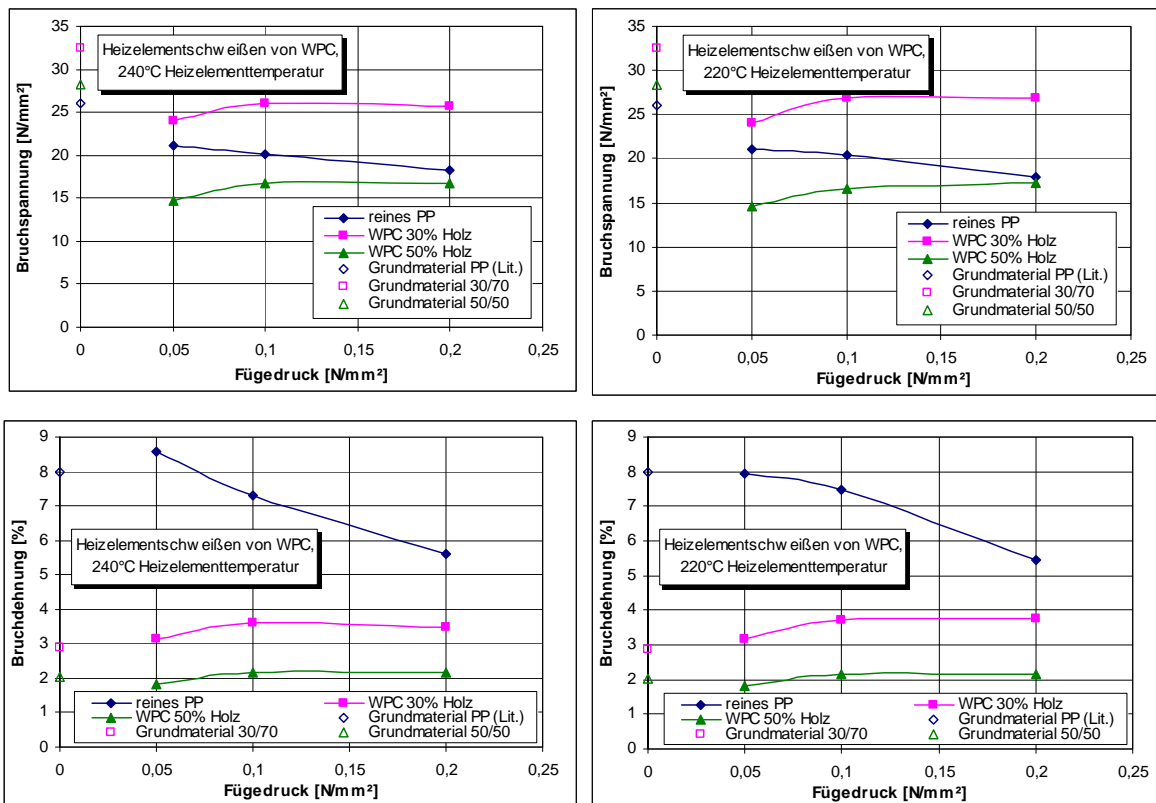 35
30
25
20
15
10
5
0
Bruchspannung [N/mm²]
Heizelementschweißen von WPC,
240°C Heizelementtemperatur
reines PP
WPC 30% Holz
WPC 50% Holz
Grundmaterial PP (Lit.)
Grundmaterial 30/70
Grundmaterial 50/50
0 0,05 0,1 0,15 0,2 0,25
Fügedruck [N/mm²]
35
30
25
20
15
10
5
0
Bruchspannung [N/mm²]
Heizelementschweißen von WPC,
220°C Heizelementtemperatur
reines PP
WPC 30% Holz
WPC 50% Holz
Grundmaterial PP (Lit.)
Grundmaterial 30/70
Grundmaterial 50/50
0 0,05 0,1 0,15 0,2 0,25
Fügedruck [N/mm²]
9
8
7
6
5
4
3
2
1
0
Bruchdehnung [%]
Heizelementschweißen von WPC,
240°C Heizelementtemperatur
reines PP WPC 30% Holz
WPC 50% Holz Grundmaterial PP (Lit.)
Grundmaterial 30/70 Grundmaterial 50/50
0 0,05 0,1 0,15 0,2 0,25
Fügedruck [N/mm²]
9
8
7
6
5
4
3
2
1
0
Bruchdehnung [%]
Heizelementschweißen von WPC,
220°C Heizelementtemperatur
reines PP WPC 30% Holz
WPC 50% Holz Grundmaterial PP (Lit.)
Grundmaterial 30/70 Grundmaterial 50/50
0 0,05 0,1 0,15 0,2 0,25
Fügedruck [N/mm²]